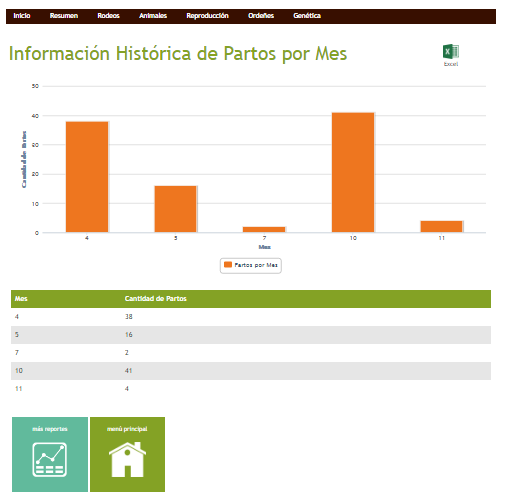 Inicio Resumen Rodeos Animales Reproducción Ordeñes Genética
Información Histórica de Partos por Mes
Excel
50
40
30
20
10
0
Cantidad de Partos
4 5 7 10 11
Mes
Partos por Mes
Mes Cantidad de Partos
4 38
5 16
7 2
10 41
11 4
más reportes menú principal